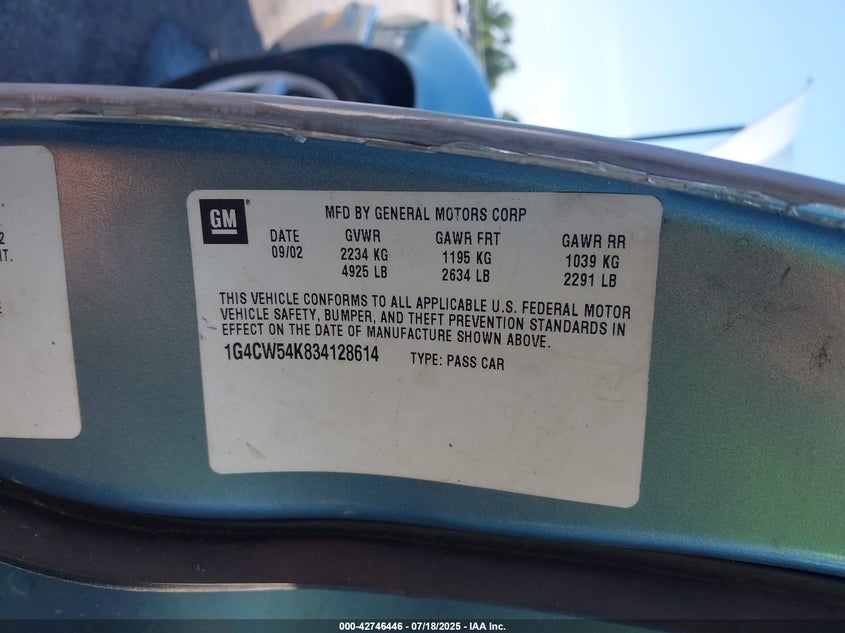 2
IT.
E
GM
®
MFD BY GENERAL MOTORS CORP
DATE GVWR GAWR FRT GAWR RR
09/02 2234 KG 1195 KG 1039 KG
4925 LB 2634 LB 2291 LB
THIS VEHICLE CONFORMS TO ALL APPLICABLE U.S. FEDERAL MOTOR
VEHICLE SAFETY, BUMPER, AND THEFT PREVENTION STANDARDS IN
EFFECT ON THE DATE OF MANUFACTURE SHOWN ABOVE.
1G4CW54K834128614 TYPE: PASS CAR
000-42746446 - 07/18/2025 - IAA Inc.